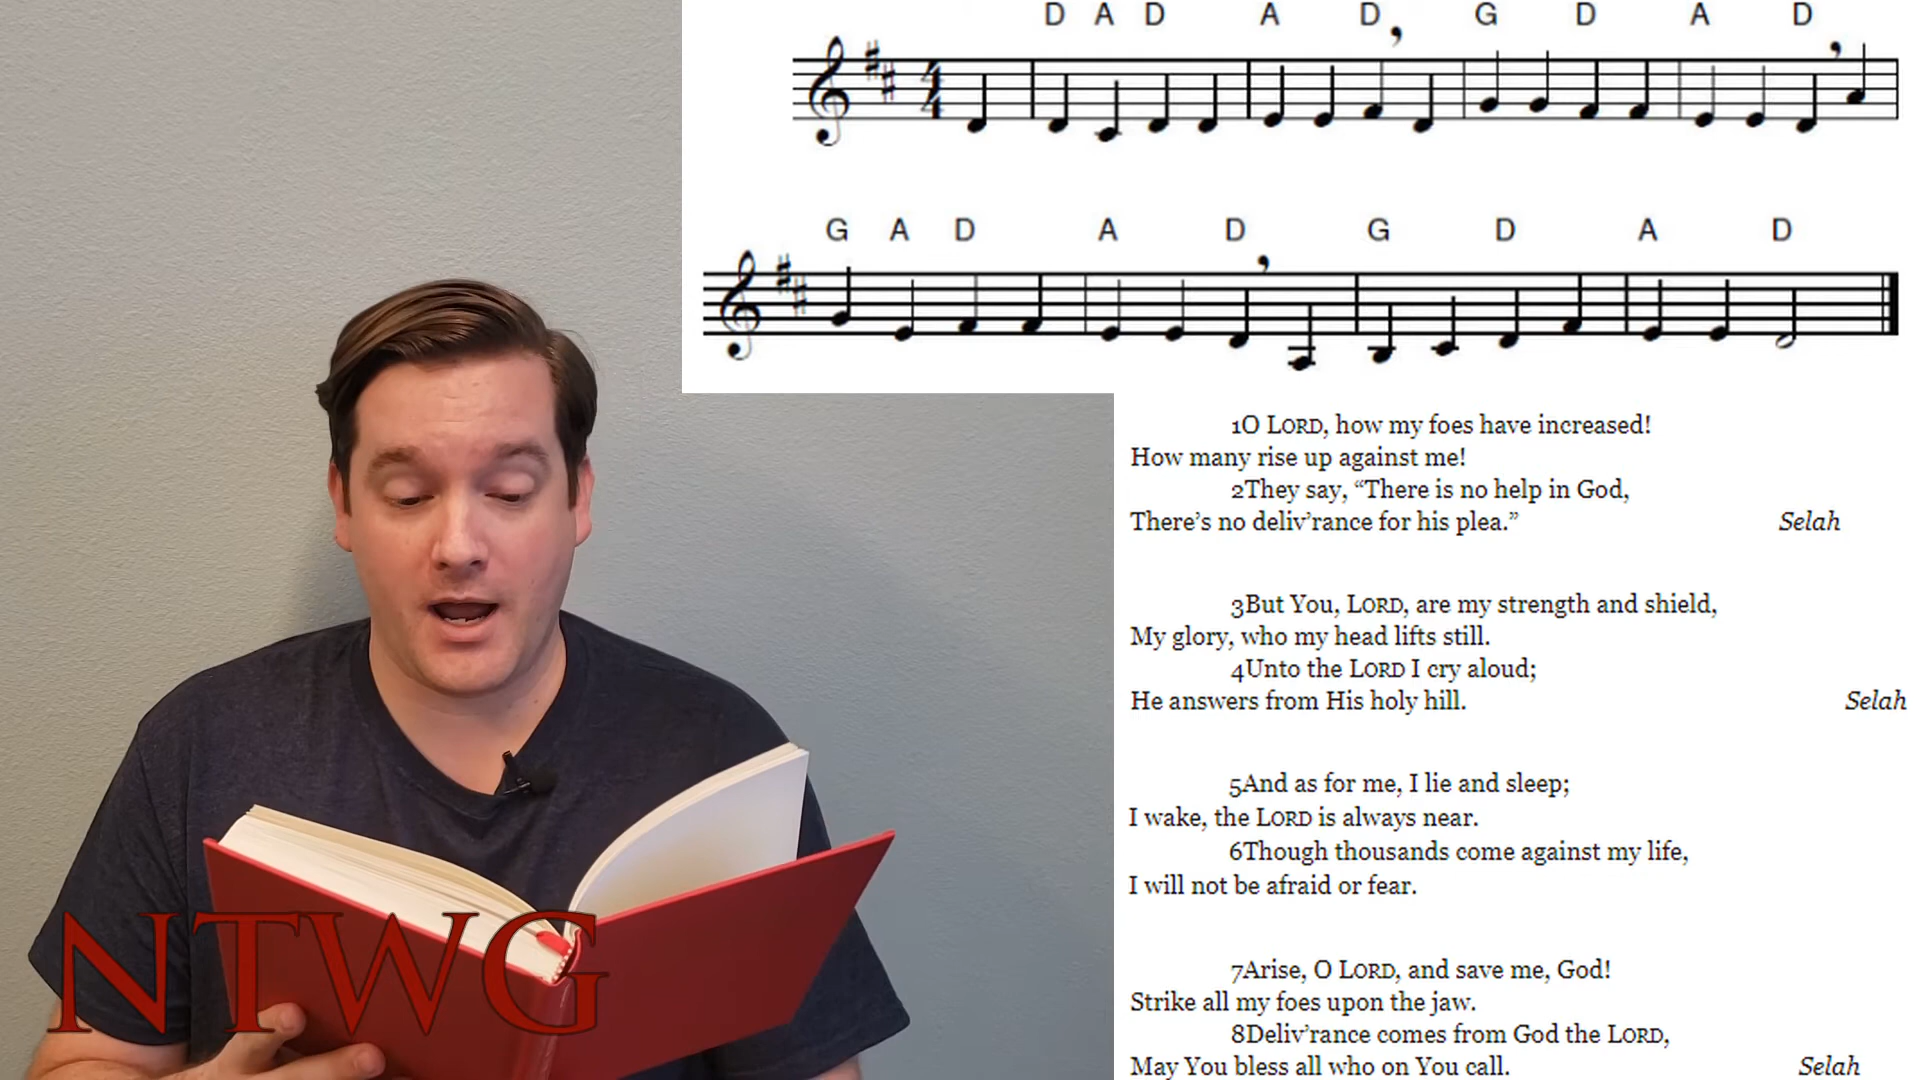 D A D A D G D A D
4
4
G A D A D G D A D
1O LORD, how my foes have increased!
How many rise up against me!
2They say, “There is no help in God,
There’s no deliv’rance for his plea.” Selah
3But You, LORD, are my strength and shield,
My glory, who my head lifts still.
4Unto the LORD I cry aloud;
He answers from His holy hill. Selah
5And as for me, I lie and sleep;
I wake, the LORD is always near.
6Though thousands come against my life,
I will not be afraid or fear.
7Arise, O LORD, and save me, God!
Strike all my foes upon the jaw.
8Deliv’rance comes from God the LORD,
May You bless all who on You call. Selah
NTWG